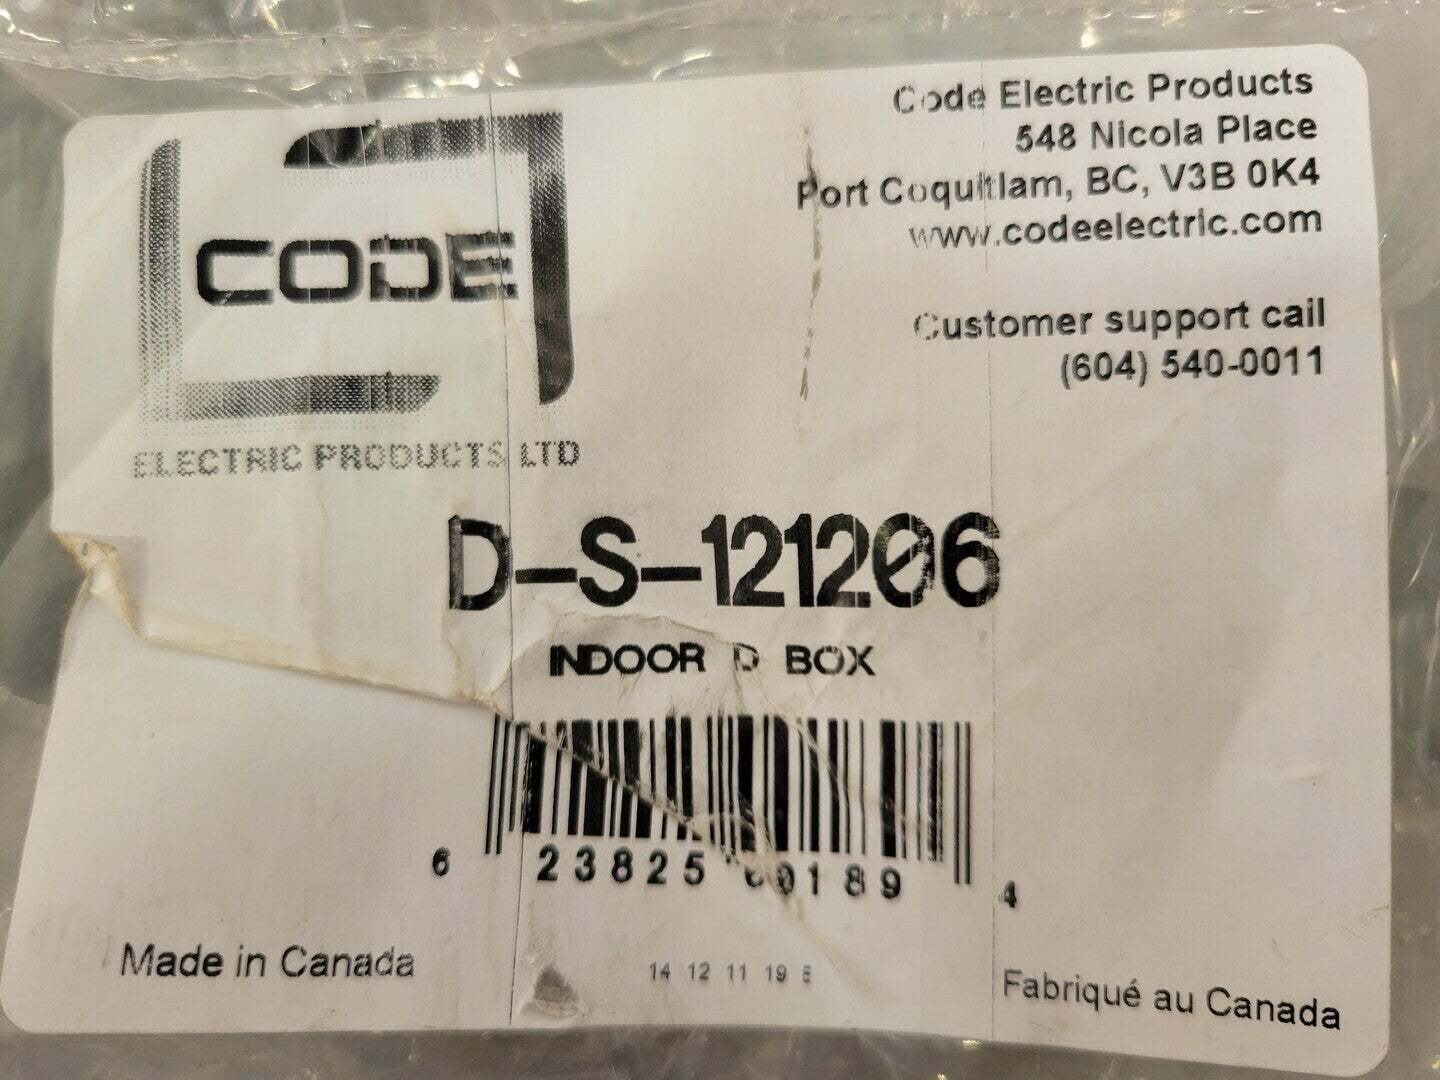 CODE
ELECTRIC PRODUCTS LTD
Code Electric Products
548 Nicola Place
Port Coquitlam, BC, V3B 0K4
www.codeelectric.com
Customer support call
(604) 540-0011
D-S-121206
INDOOR D BOX
6 23825 00189 4
Made in Canada
14 12 11 19
Fabriqué au Canada